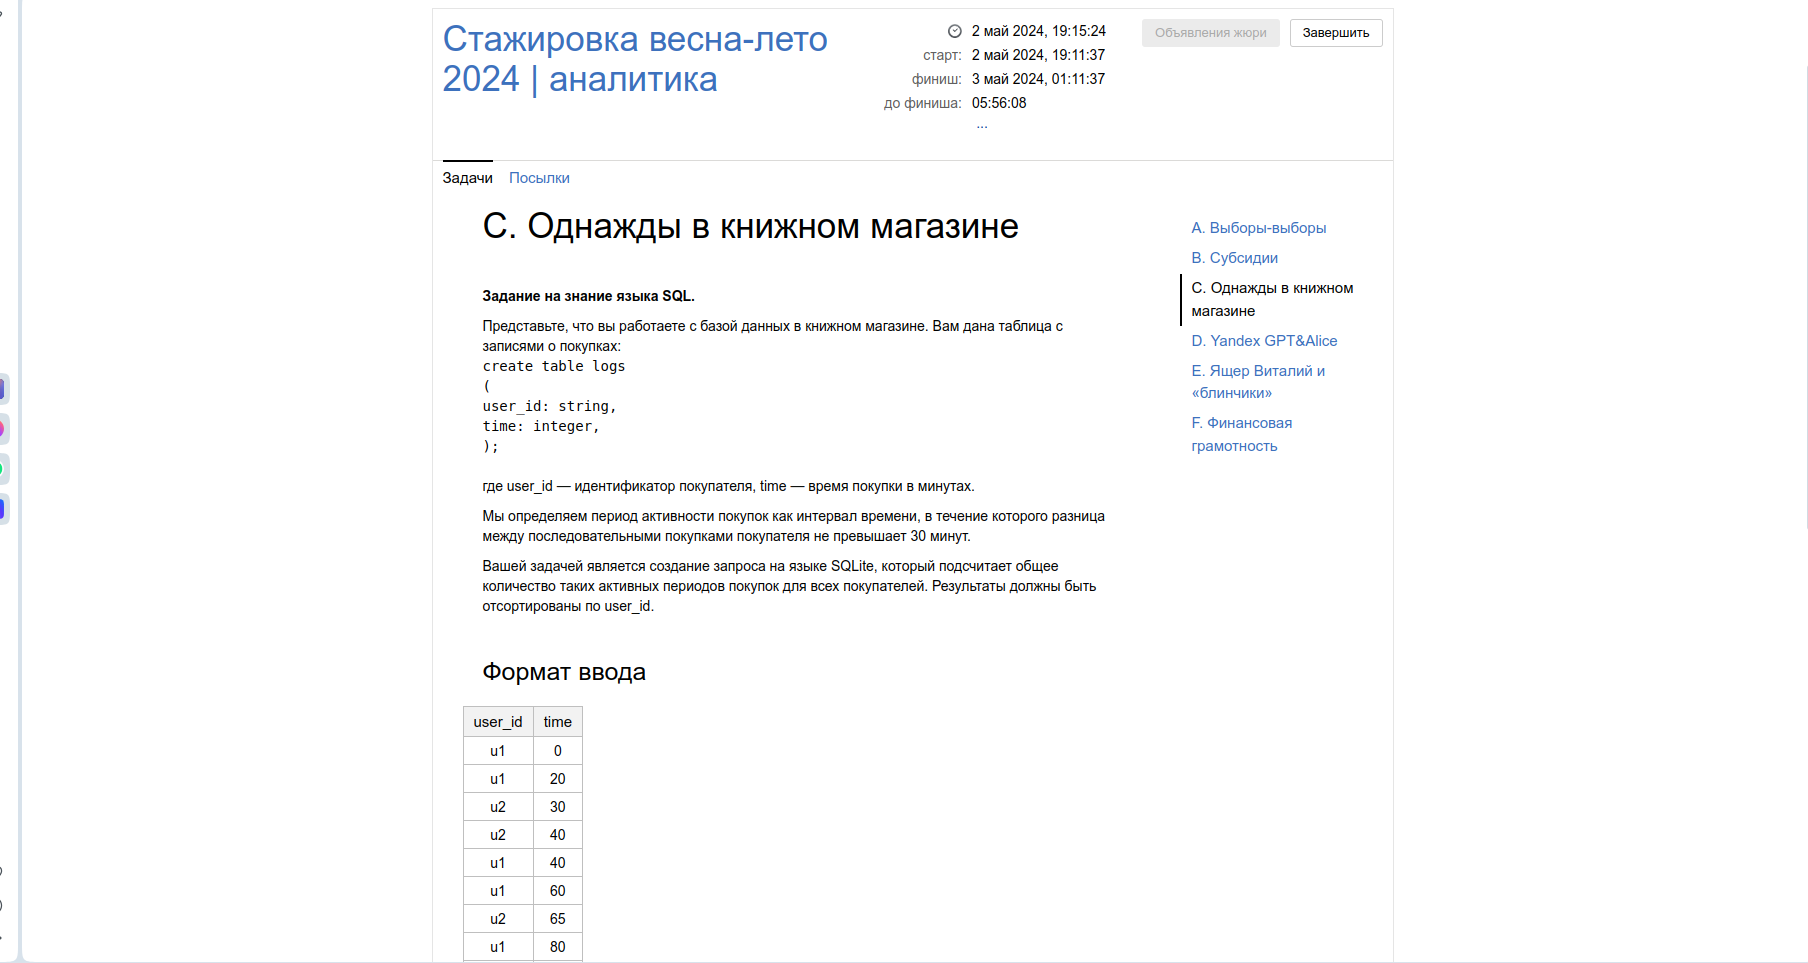 Стажировка весна-лето
2024 | аналитика
2 май 2024, 19:15:24
старт: 2 май 2024, 19:11:37
финиш: 3 май 2024, 01:11:37
до финиша: 05:56:08
...
Объявления жюри
Завершить
Задачи Посылки
C. Однажды в книжном магазине
Задание на знание языка SQL.
Представьте, что вы работаете с базой данных в книжном магазине. Вам дана таблица с
записями о покупках:
create table logs
(
user_id: string,
time: integer,
);
где user_id — идентификатор покупателя, time — время покупки в минутах.
Мы определяем период активности покупок как интервал времени, в течение которого разница
между последовательными покупками покупателя не превышает 30 минут.
Вашей задачей является создание запроса на языке SQLite, который подсчитает общее
количество таких активных периодов покупок для всех покупателей. Результаты должны быть
отсортированы по user_id.
Формат ввода
user_id time
u1 0
u1 20
u2 30
u2 40
u1 40
u1 60
u2 65
u1 80
A. Выборы-выборы
B. Субсидии
C. Однажды в книжном
магазине
D. Yandex GPT&Alice
E. Ящер Виталий и
«блинчики»
F. Финансовая
грамотность